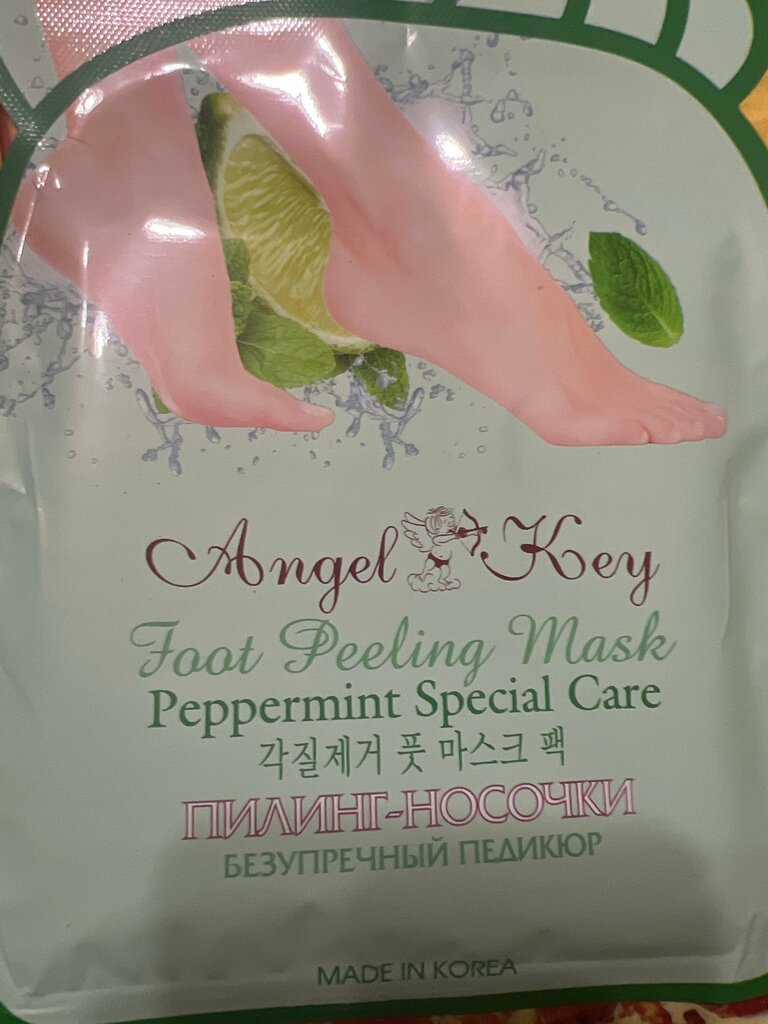 Angel Key
Foot Peeling Mask
Peppermint Special Care
각질제거 풋 마스크 팩
ПИЛИНГ-НОСОЧКИ
БЕЗУПРЕЧНЫЙ ПЕДИКЮР
MADE IN KOREA